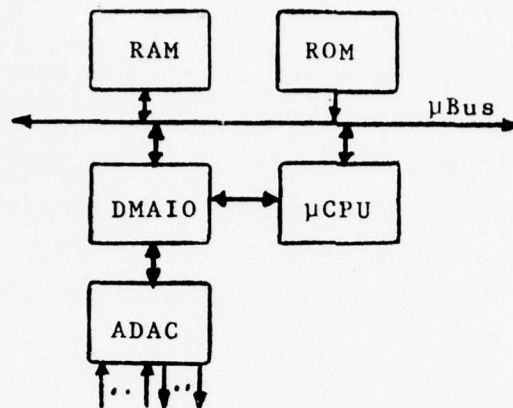 RAM
ROM
μBus
DMAIO
μCPU
ADAC